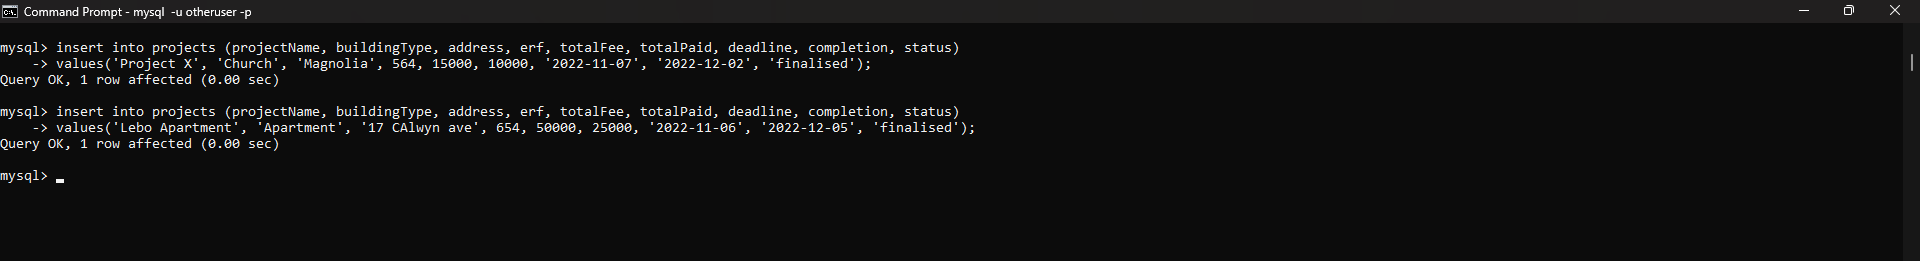 Command Prompt - mysql  -u otheruser -p
mysql> insert into projects (projectName, buildingType, address, erf, totalFee, totalPaid, deadline, completion, status)
    -> values('Project X', 'Church', 'Magnolia', 564, 15000, 10000, '2022-11-07', '2022-12-02', 'finalised');
Query OK, 1 row affected (0.00 sec)
mysql> insert into projects (projectName, buildingType, address, erf, totalFee, totalPaid, deadline, completion, status)
    -> values('Lebo Apartment', 'Apartment', '17 CAlwyn ave', 654, 50000, 25000, '2022-11-06', '2022-12-05', 'finalised');
Query OK, 1 row affected (0.00 sec)
mysql>